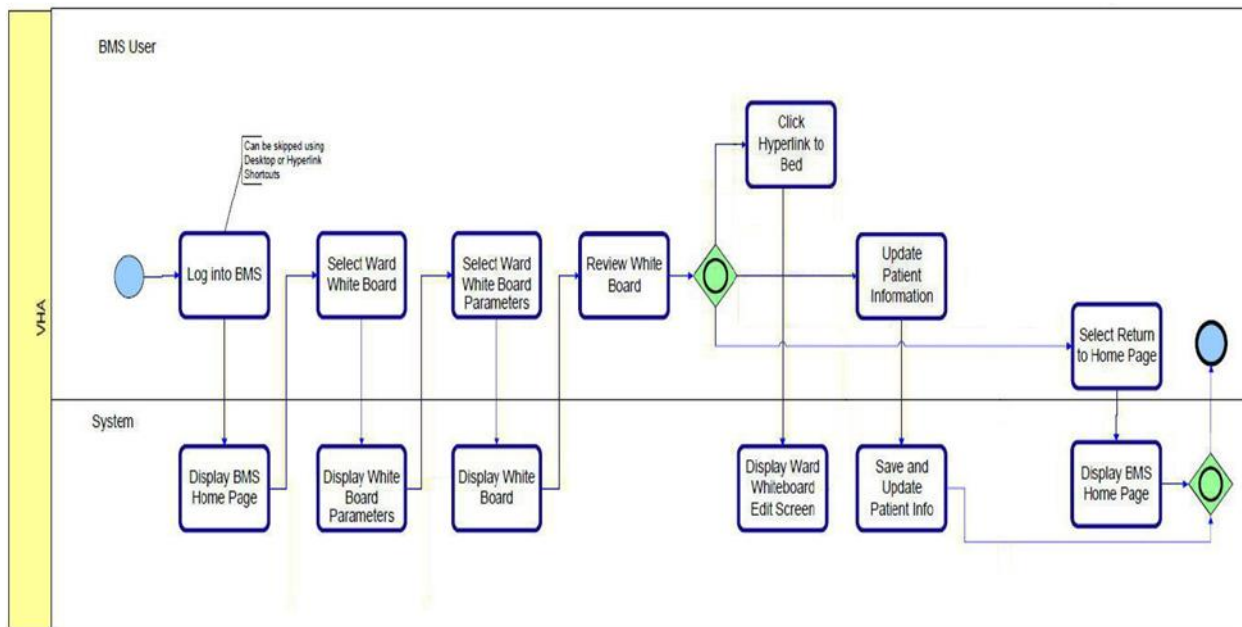 VHA
BMS User
Can be skipped using
Desktop or Hyperlink
Shortouts
Log into BMS
Select Ward
White Board
Select Ward
White Board
Parameters
Review White
Board
Click
Hyperlink to
Bed
Update
Patient
Information
Select Return
to Home Page
System
Display BMS
Home Page
Display White
Board
Parameters
Display White
Board
Display Ward
Whiteboard
Edit Screen
Save and
Update
Patient Info
Display BMS
Home Page